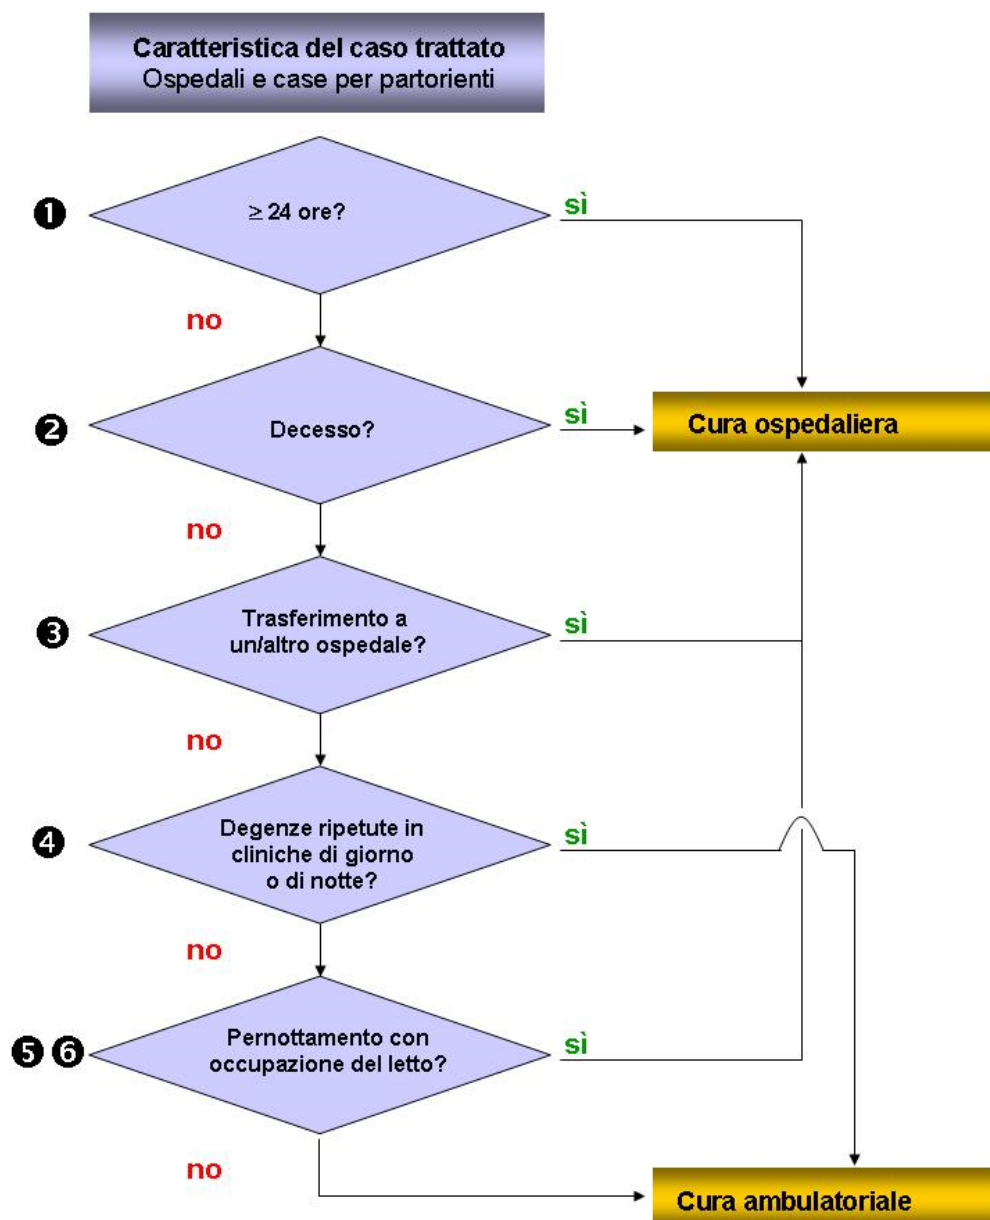 Caratteristica del caso trattato
Ospedali e case per partorienti
❶
≥ 24 ore?
sì
no
❷
Decesso?
sì
Cura ospedaliera
no
❸
Trasferimento a
un/altro ospedale?
sì
no
❹
Degenze ripetute in
cliniche di giorno
o di notte?
sì
no
❺ ❻
Pernottamento con
occupazione del letto?
sì
no
Cura ambulatoriale